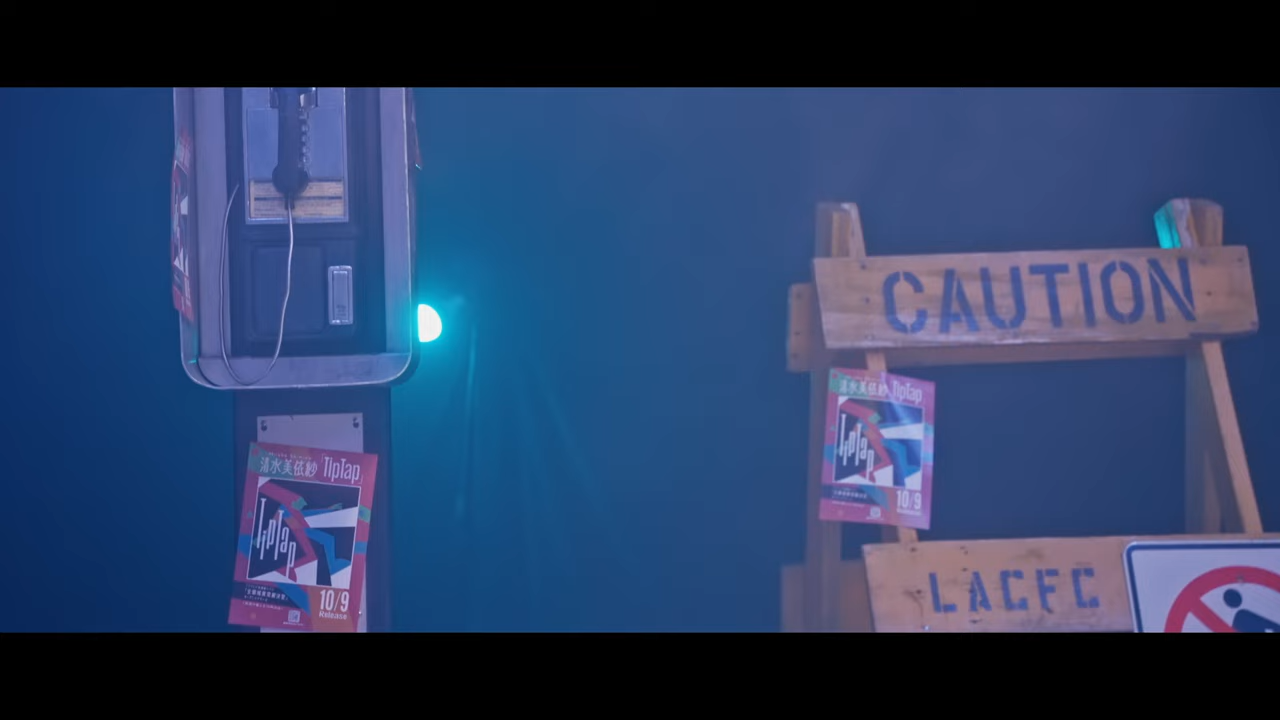 清水美依紗「TipTap」
TipTap
10/9
Release
CAUTION
清水美依紗 TipTap
TipTap
10/9
LACFC